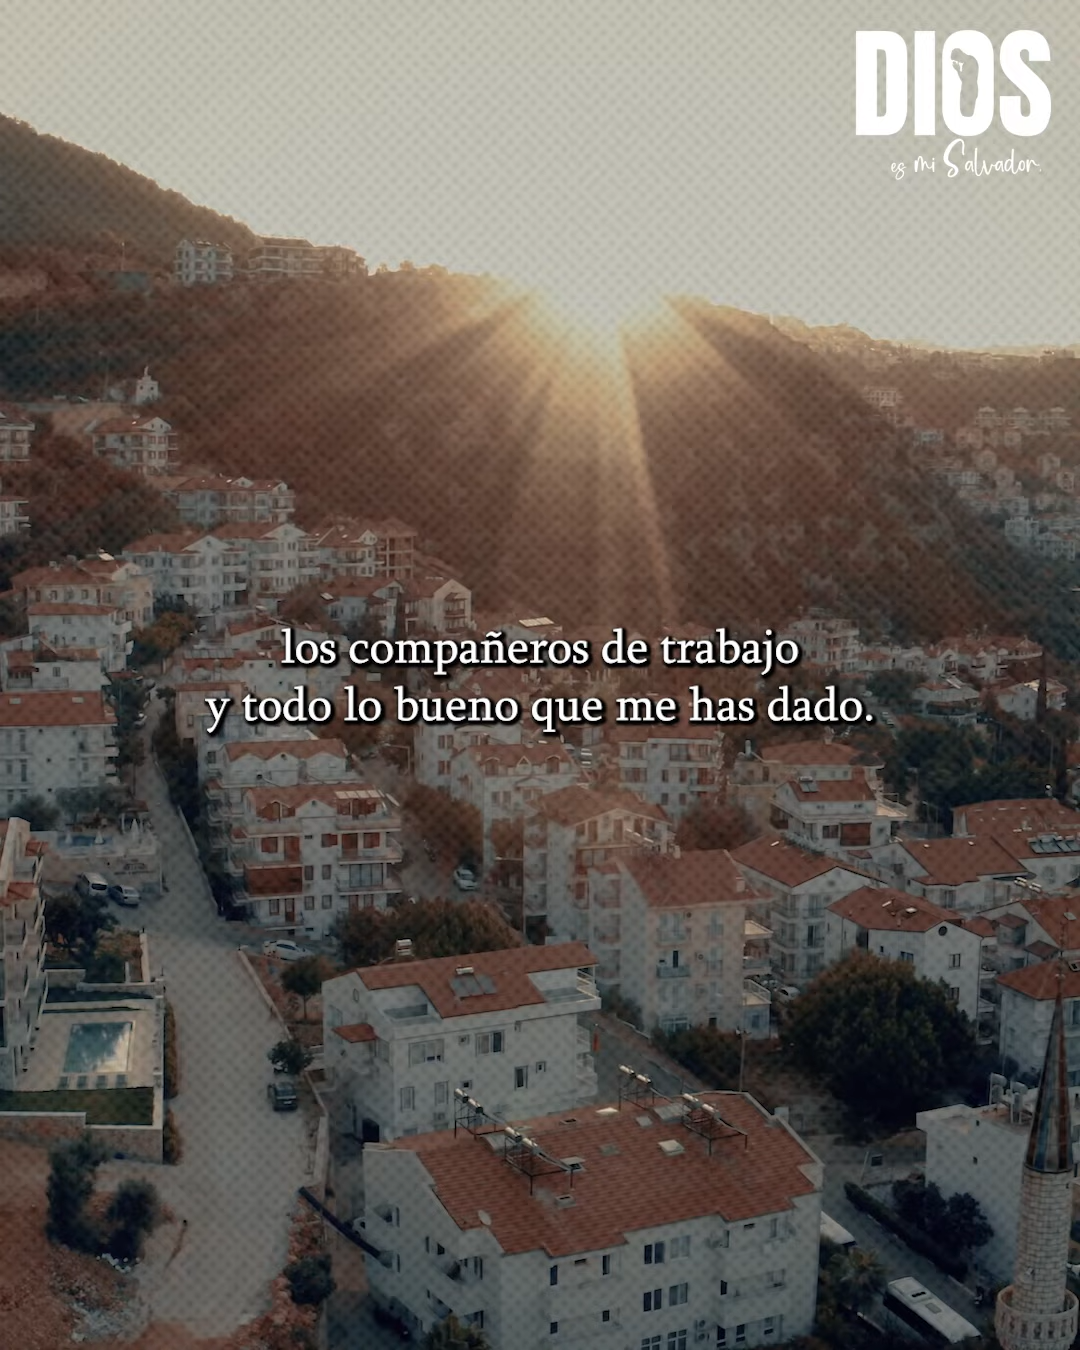 DIOS
es mi Salvador.
los compañeros de trabajo
y todo lo bueno que me has dado.